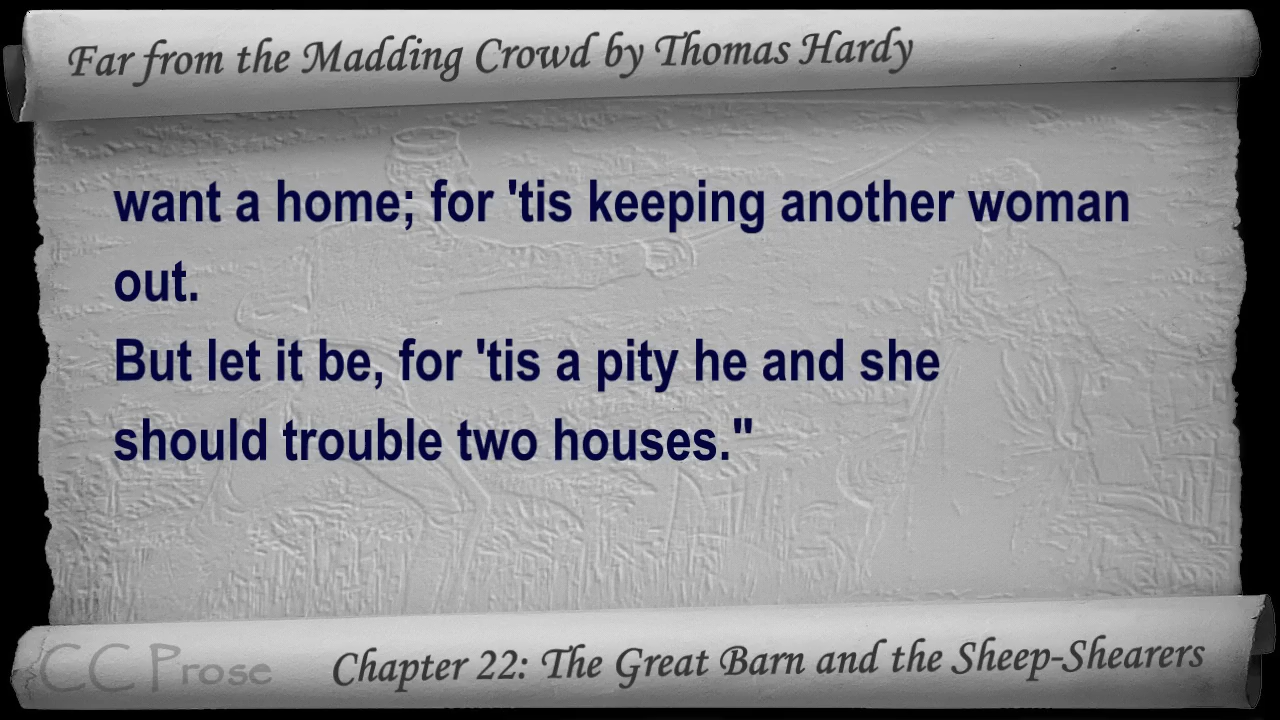 Far from the Madding Crowd by Thomas Hardy
want a home; for 'tis keeping another woman
out.
But let it be, for 'tis a pity he and she
should trouble two houses."
CC Prose
Chapter 22: The Great Barn and the Sheep-Shearers